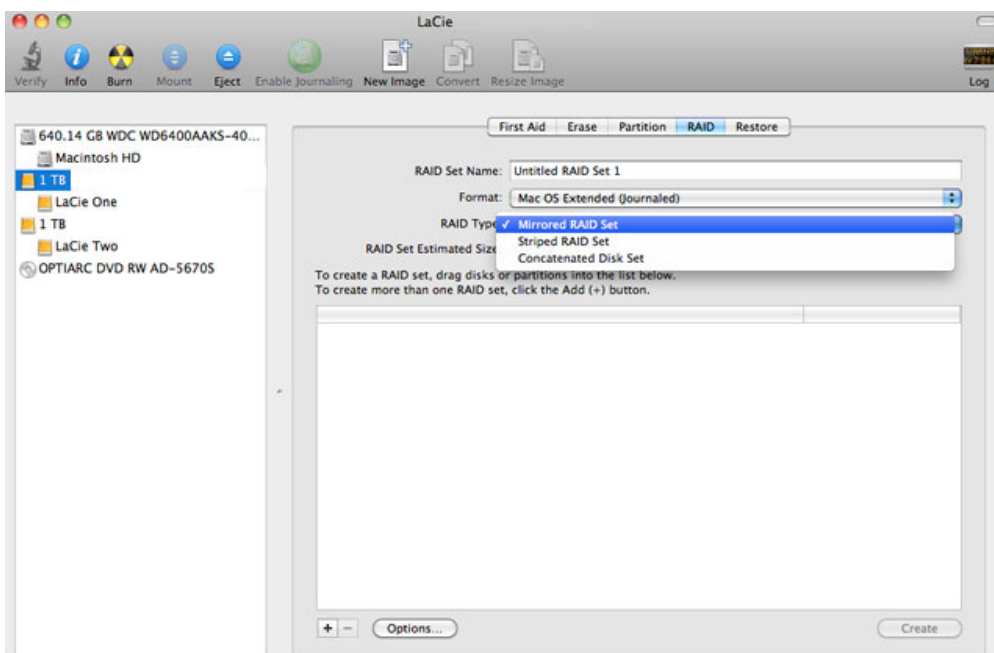 LaCie
Verify Info Burn Mount Eject Enable Journaling New Image Convert Resize Image Log
640.14 GB WDC WD6400AAKS-40...
Macintosh HD
1 TB
LaCie One
1 TB
LaCie Two
OPTIARC DVD RW AD-5670S
First Aid Erase Partition RAID Restore
RAID Set Name: Untitled RAID Set 1
Format: Mac OS Extended (Journaled)
RAID Type ✓ Mirrored RAID Set
Striped RAID Set
Concatenated Disk Set
RAID Set Estimated Size
To create a RAID set, drag disks or partitions into the list below.
To create more than one RAID set, click the Add (+) button.
+ − Options... Create